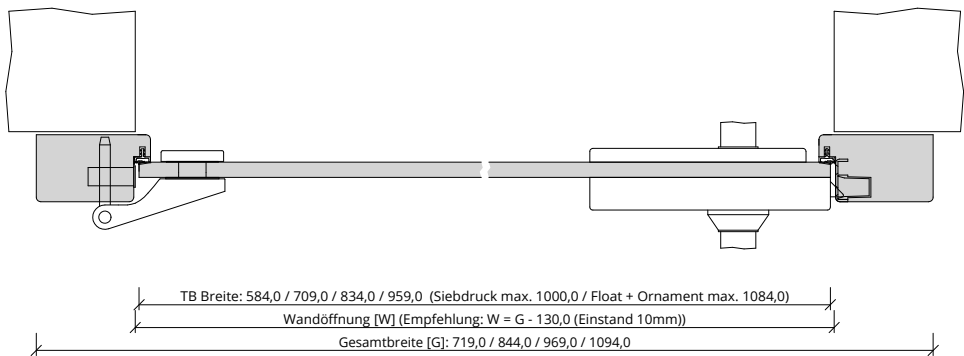 TB Breite: 584,0 / 709,0 / 834,0 / 959,0 (Siebdruck max. 1000,0 / Float + Ornament max. 1084,0)
Wandöffnung [W] (Empfehlung: W = G - 130,0 (Einstand 10mm))
Gesamtbreite [G]: 719,0 / 844,0 / 969,0 / 1094,0